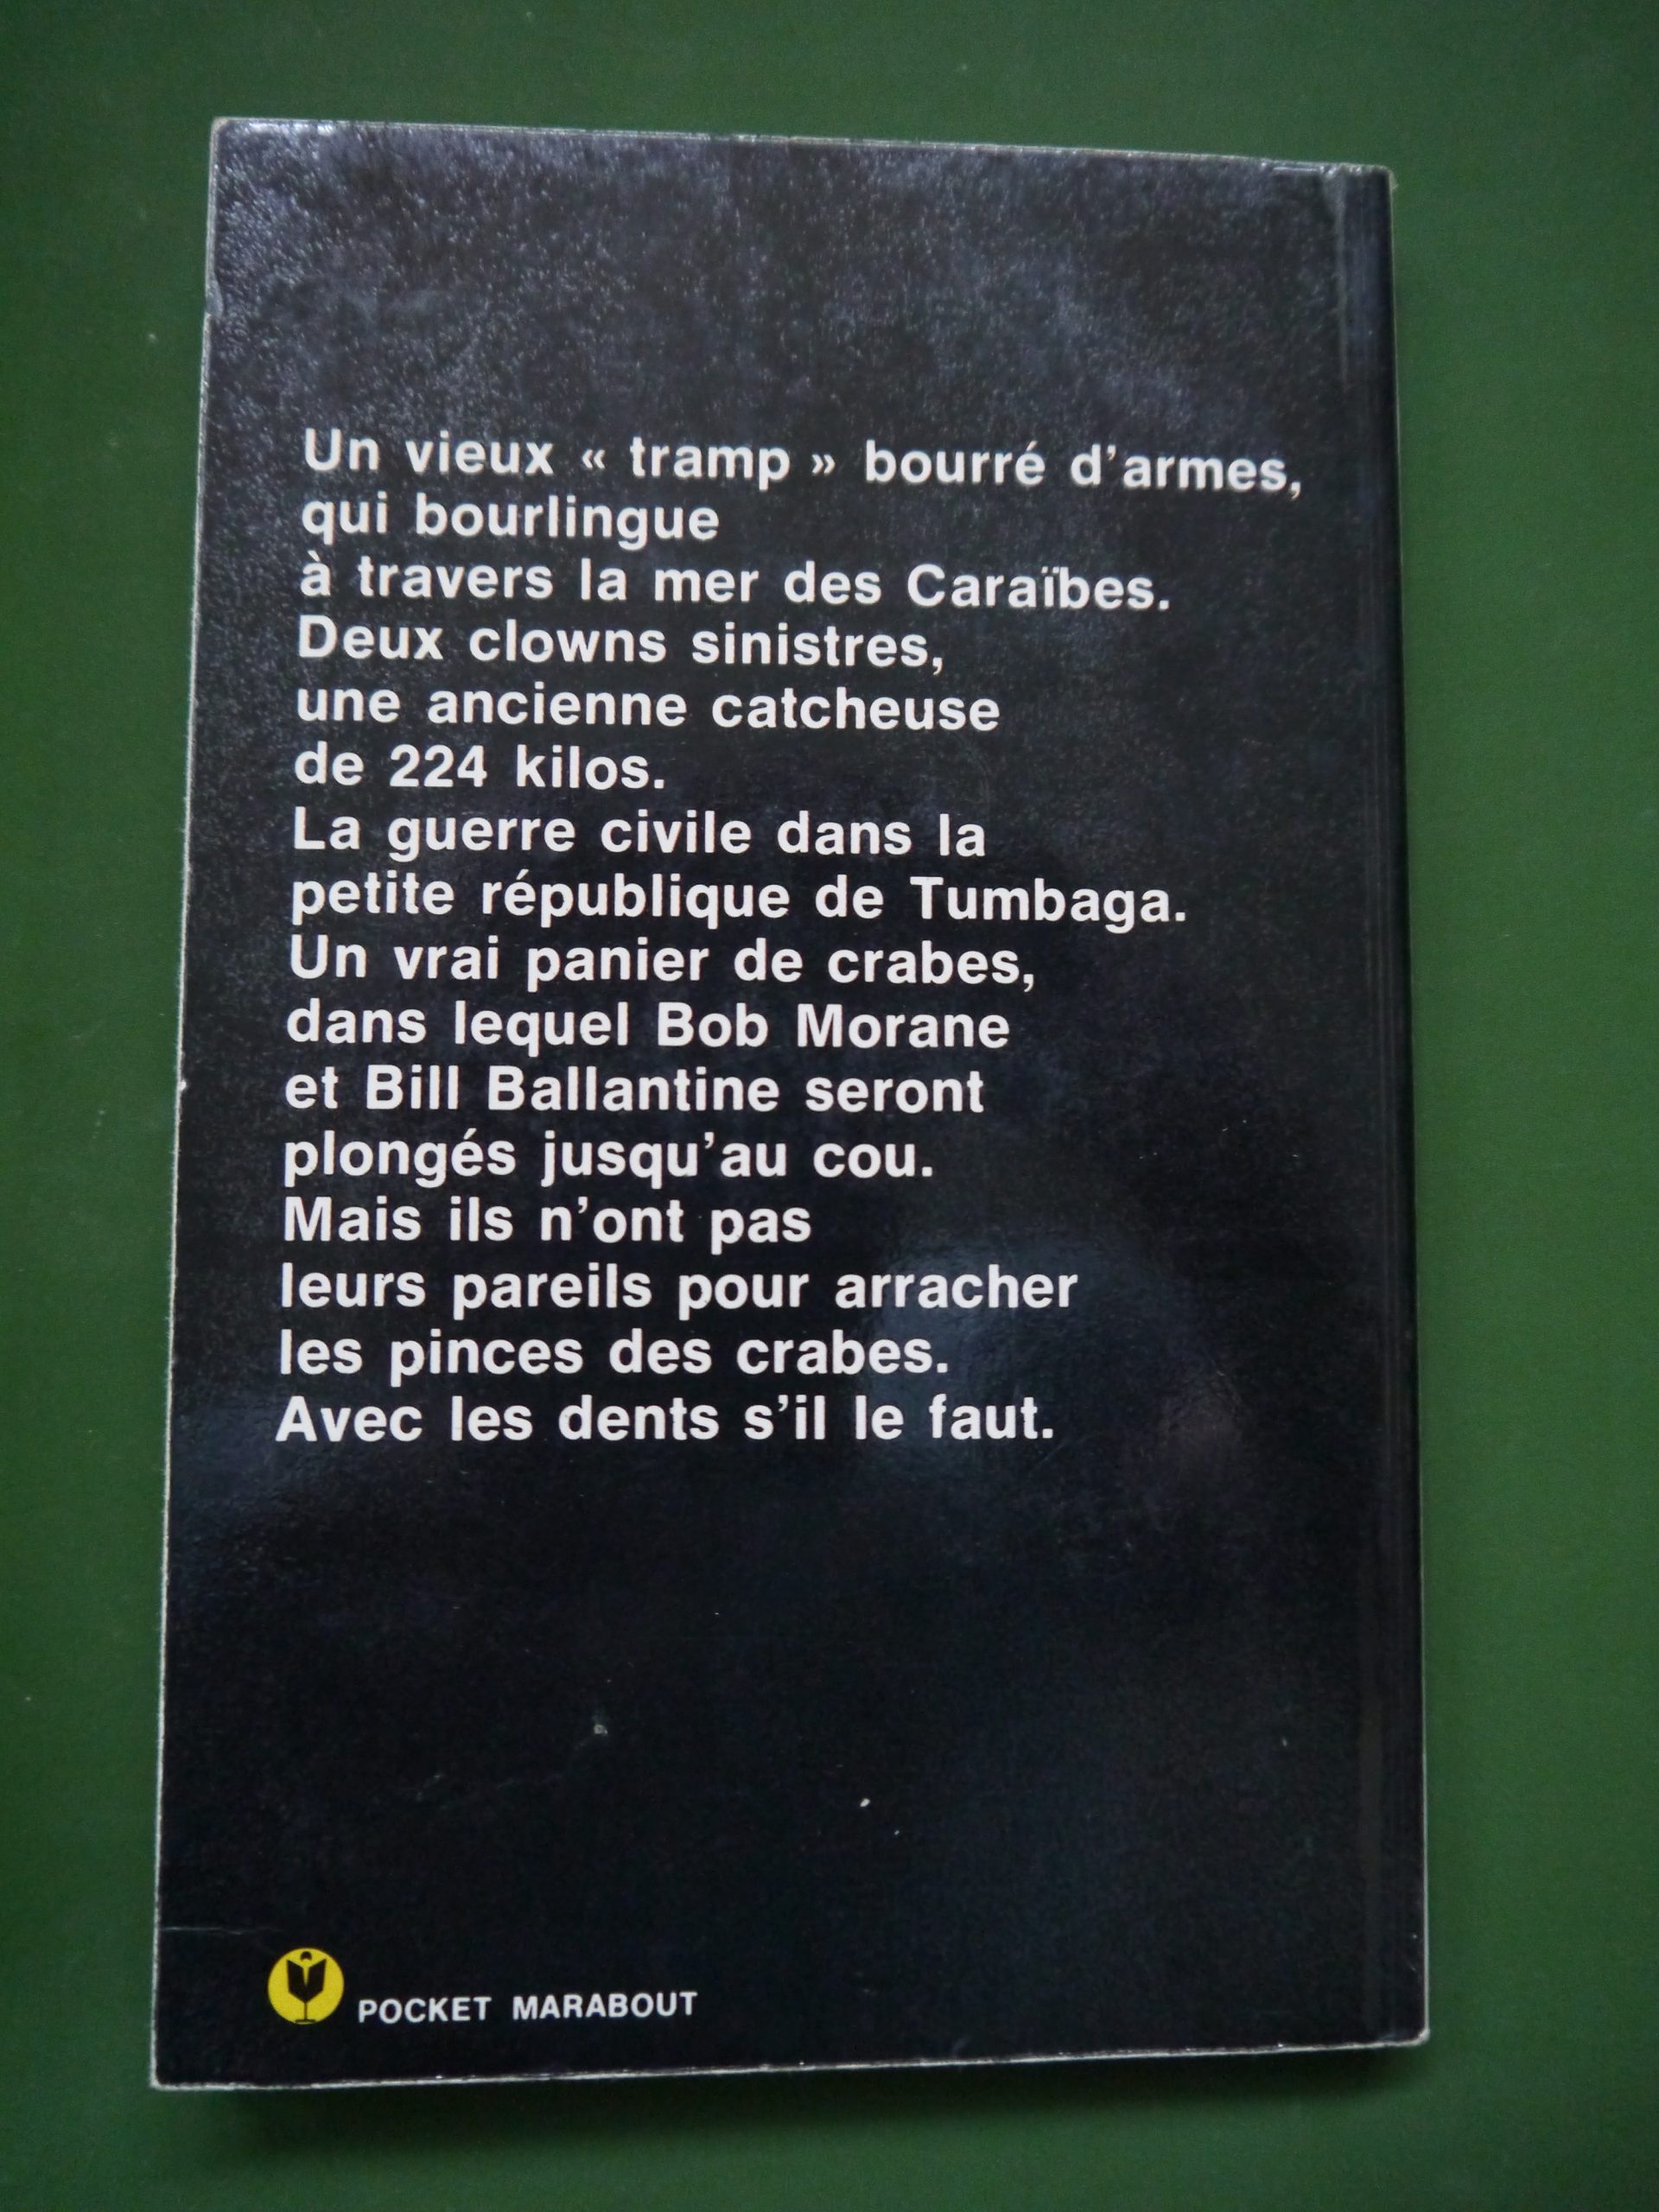 Un vieux « tramp » bourré d'armes,
qui bourlingue
à travers la mer des Caraïbes.
Deux clowns sinistres,
une ancienne catcheuse
de 224 kilos.
La guerre civile dans la
petite république de Tumbaga.
Un vrai panier de crabes,
dans lequel Bob Morane
et Bill Ballantine seront
plongés jusqu'au cou.
Mais ils n'ont pas
leurs pareils pour arracher
les pinces des crabes.
Avec les dents s'il le faut.
POCKET MARABOUT